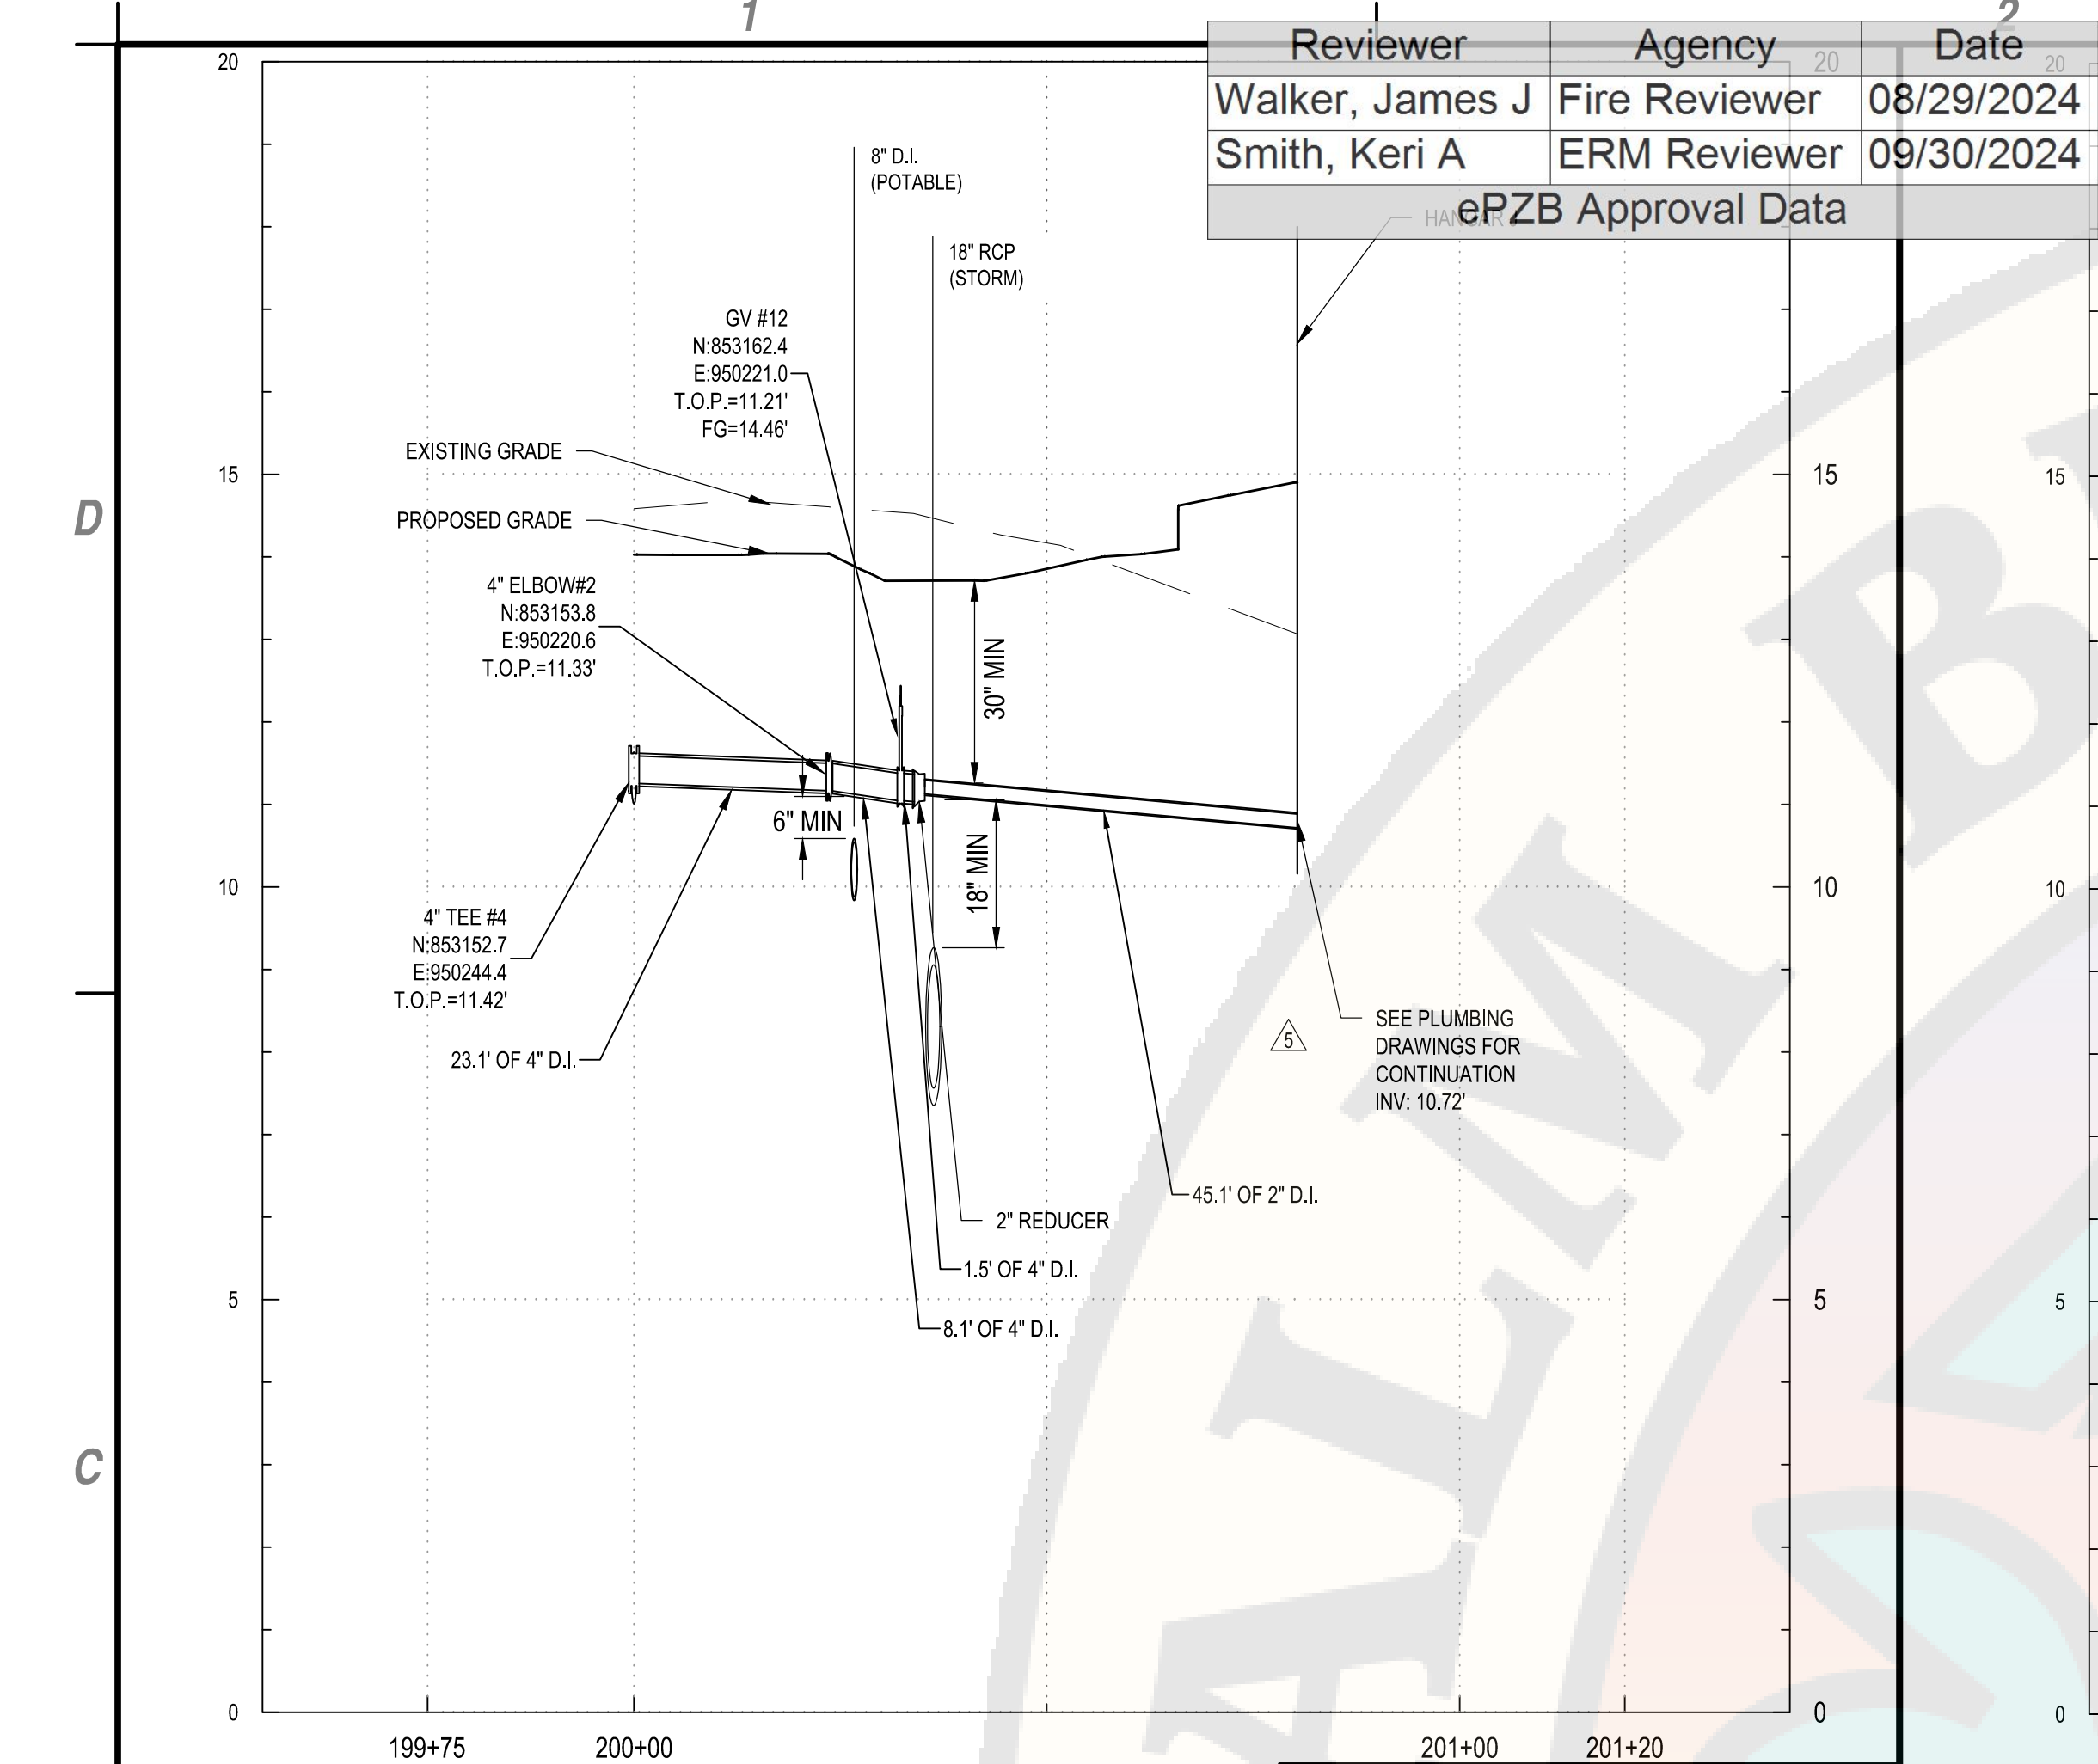 1
2
Reviewer Agency Date
Walker, James J Fire Reviewer 08/29/2024
Smith, Keri A ERM Reviewer 09/30/2024
ePZB Approval Data
20
20
20
8" D.I.
(POTABLE)
18" RCP
(STORM)
HANGAR
GV #12
N:853162.4
E:950221.0
T.O.P.=11.21'
FG=14.46'
EXISTING GRADE
15
15
15
D
PROPOSED GRADE
4" ELBOW#2
N:853153.8
E:950220.6
T.O.P.=11.33'
30" MIN
6" MIN
18" MIN
10
10
10
4" TEE #4
N:853152.7
E:950244.4
T.O.P.=11.42'
23.1' OF 4" D.I.
5
SEE PLUMBING
DRAWINGS FOR
CONTINUATION
INV: 10.72'
45.1' OF 2" D.I.
2" REDUCER
1.5' OF 4" D.I.
8.1' OF 4" D.I.
5
5
5
C
0
0
0
199+75
200+00
201+00
201+20
ALM B